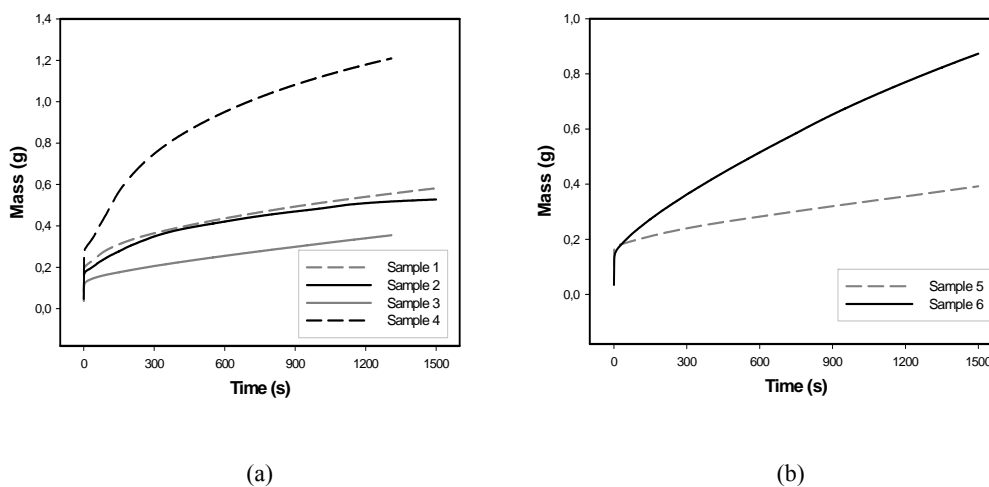 1,4
1,2
1,0
0,8
0,6
0,4
0,2
0,0
Mass (g)
0 300 600 900 1200 1500
Time (s)
Sample 1
Sample 2
Sample 3
Sample 4
(a)
1,0
0,8
0,6
0,4
0,2
0,0
Mass (g)
0 300 600 900 1200 1500
Time (s)
Sample 5
Sample 6
(b)